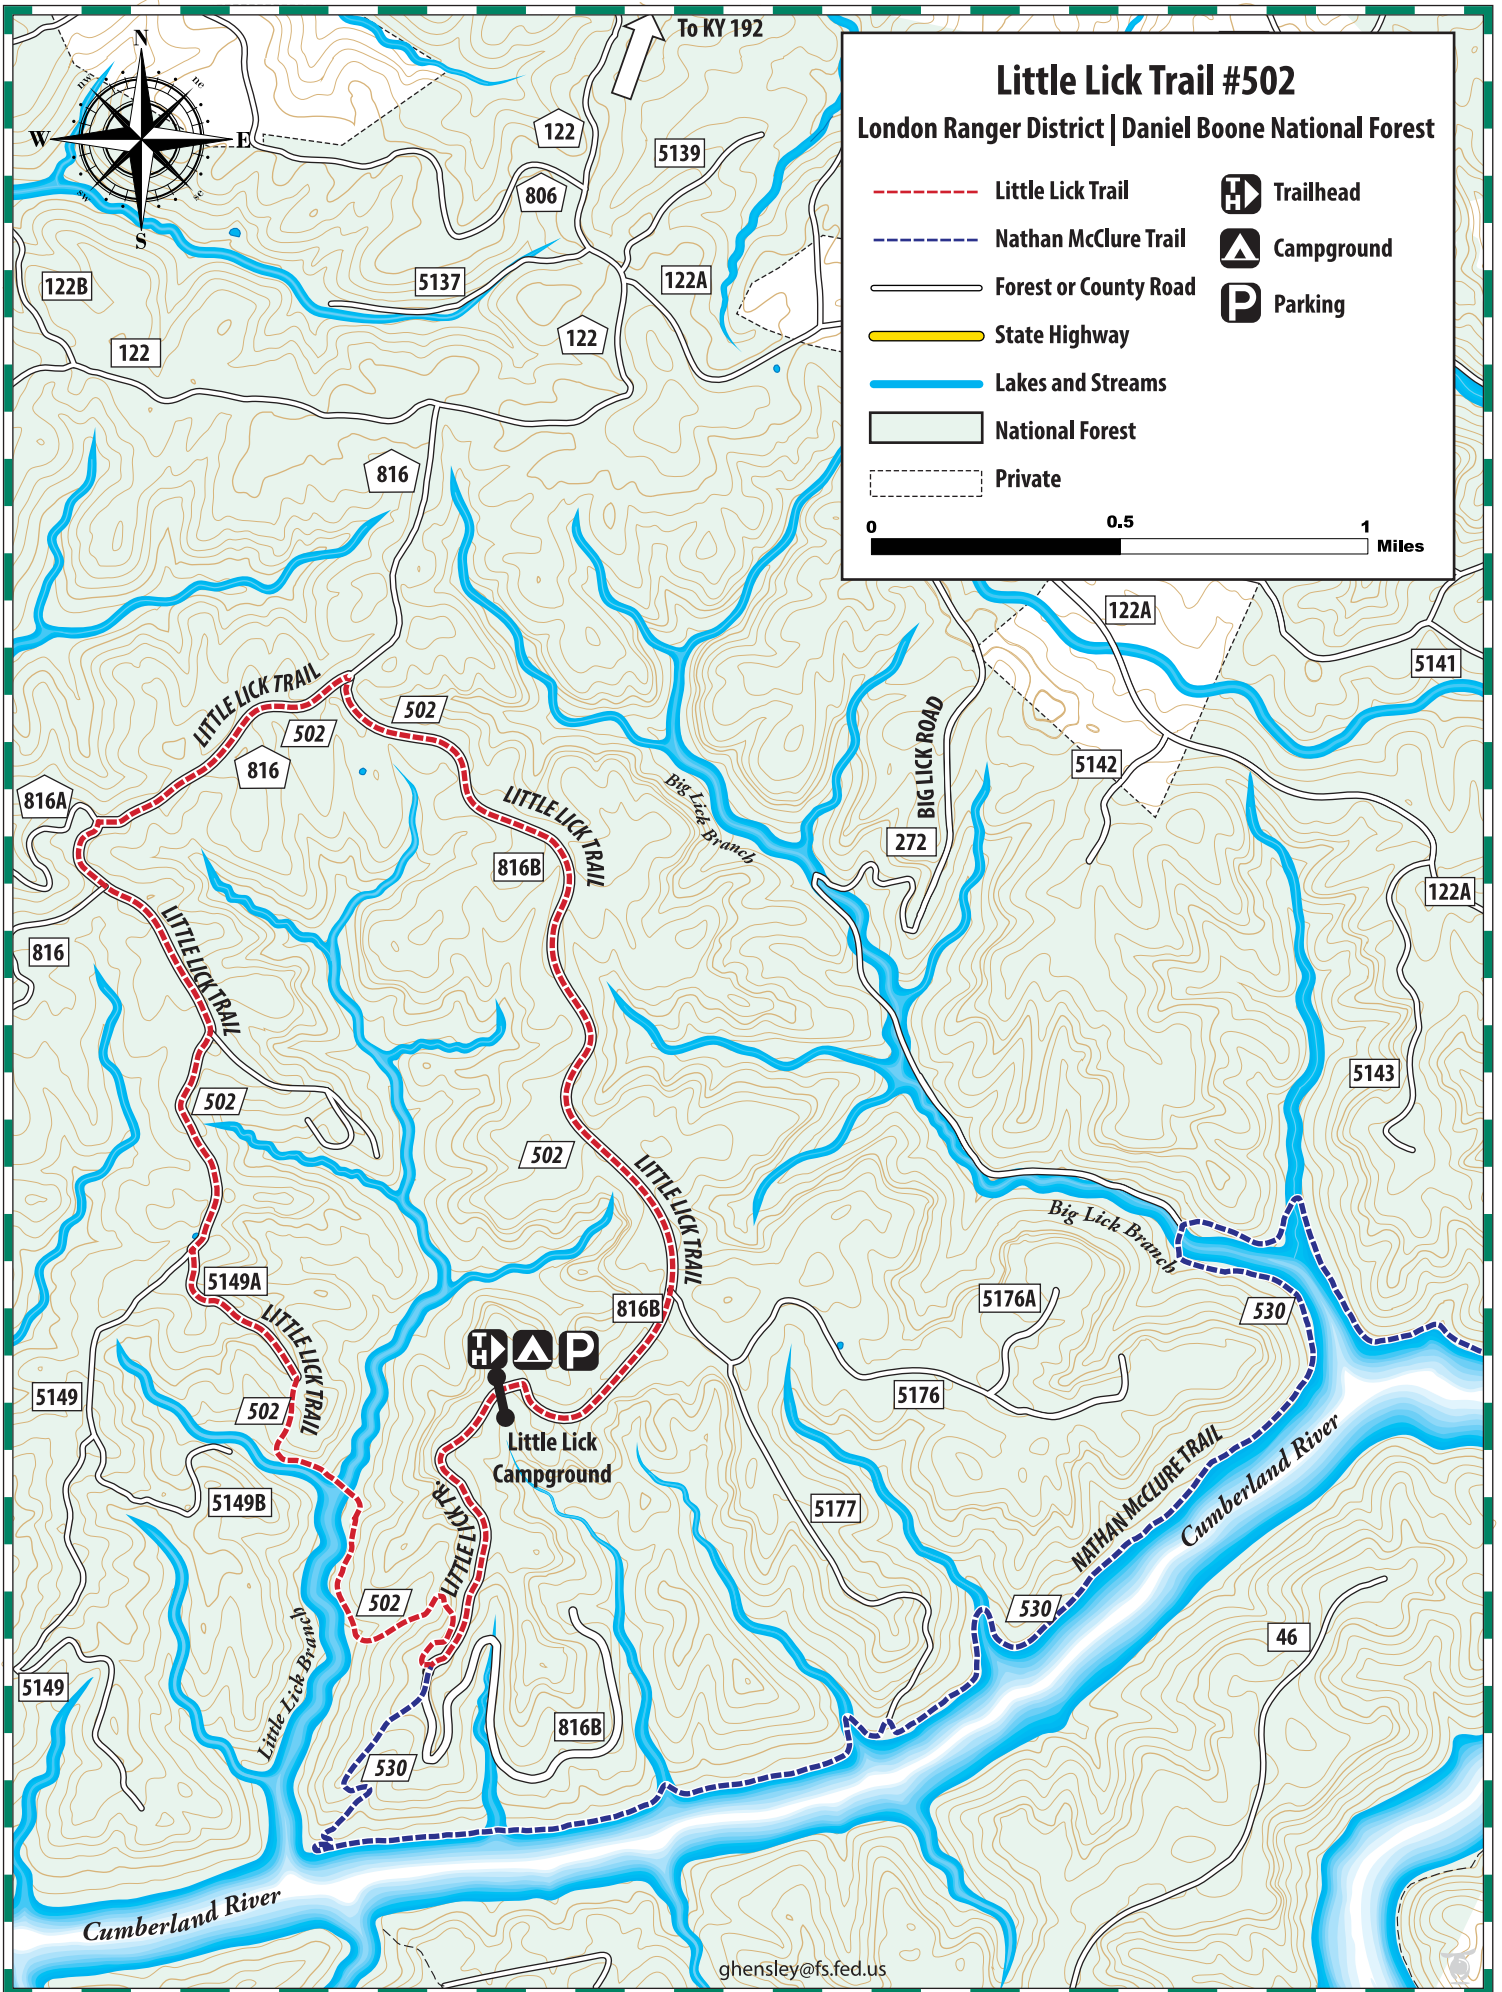 To KY 192
Little Lick Trail #502
London Ranger District | Daniel Boone National Forest
Little Lick Trail
Nathan McClure Trail
Forest or County Road
State Highway
Lakes and Streams
National Forest
Private
TH Trailhead
Campground
P Parking
0 0.5 1
Miles
N
nw ne
W E
sw se
S
122
5139
806
122B
5137
122A
122
122
816
122A
5141
LITTLE LICK TRAIL
502
502
816
BIG LICK ROAD
5142
816A
LITTLE LICK TRAIL
Big Lick Branch
272
816B
122A
LITTLE LICK TRAIL
816
5143
502
502
LITTLE LICK TRAIL
Big Lick Branch
5149A
816B
5176A
530
LITTLE LICK TRAIL
TH P
5149
502
5176
Little Lick
Campground
NATHAN McCLURE TRAIL
Cumberland River
5149B
LITTLE LICK TR.
5177
502
530
46
Little Lick Branch
5149
816B
530
Cumberland River
ghensley@fs.fed.us